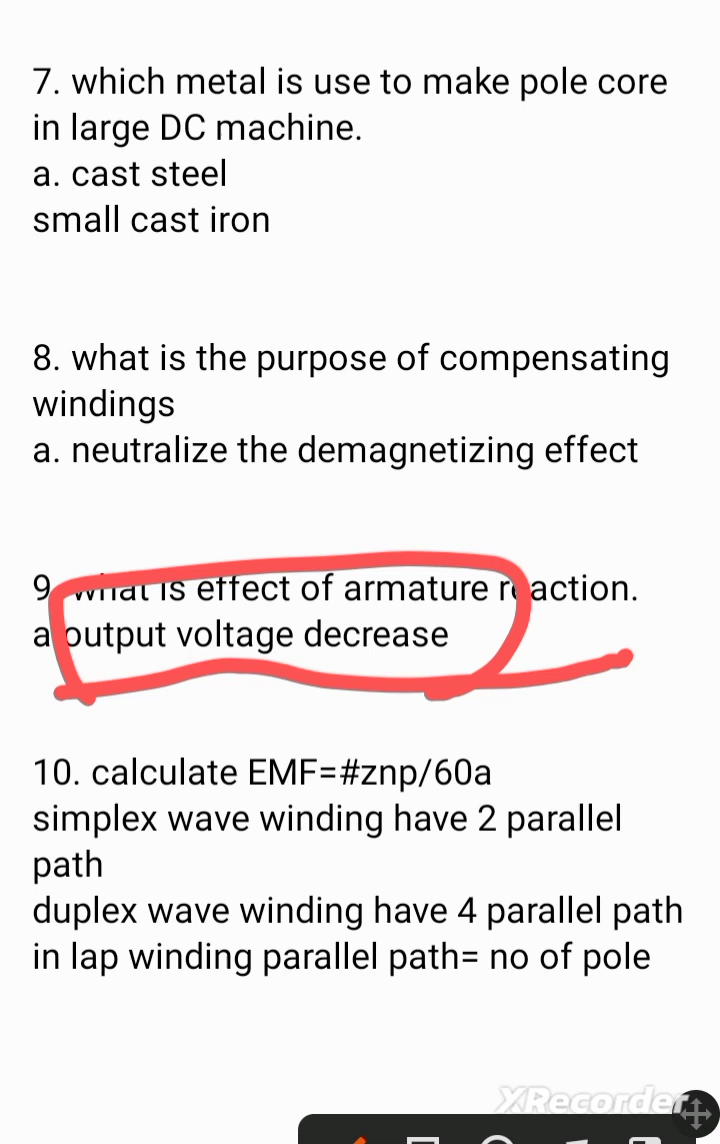 7. which metal is use to make pole core
in large DC machine.
a. cast steel
small cast iron
8. what is the purpose of compensating
windings
a. neutralize the demagnetizing effect
9. what is effect of armature reaction.
a output voltage decrease
10. calculate EMF=#znp/60a
simplex wave winding have 2 parallel
path
duplex wave winding have 4 parallel path
in lap winding parallel path= no of pole
XRecorder